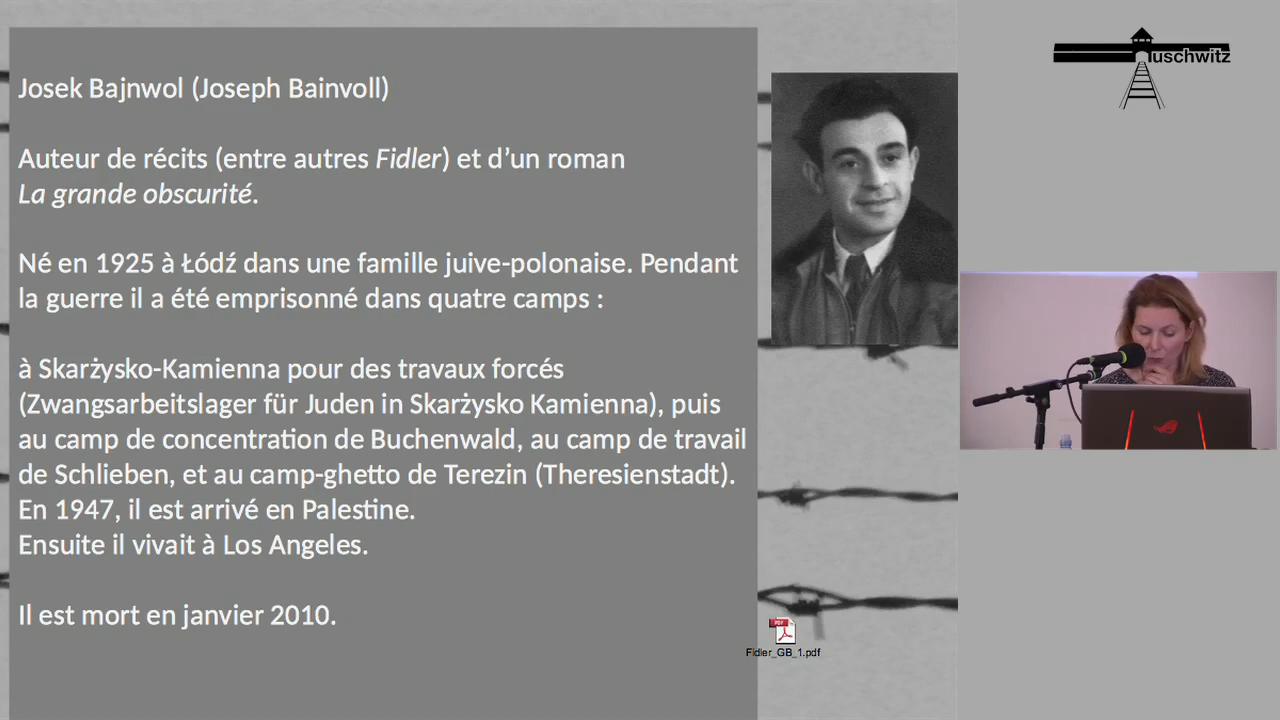 Josek Bajnwol (Joseph Bainvoll)
Auteur de récits (entre autres Fidler) et d’un roman
La grande obscurité.
Né en 1925 à Łódź dans une famille juive-polonaise. Pendant
la guerre il a été emprisonné dans quatre camps :
à Skarżysko-Kamienna pour des travaux forcés
(Zwangsarbeitslager für Juden in Skarżysko Kamienna), puis
au camp de concentration de Buchenwald, au camp de travail
de Schlieben, et au camp-ghetto de Terezin (Theresienstadt).
En 1947, il est arrivé en Palestine.
Ensuite il vivait à Los Angeles.
Il est mort en janvier 2010.
PDF
Fidler_GB_1.pdf
uschwitz